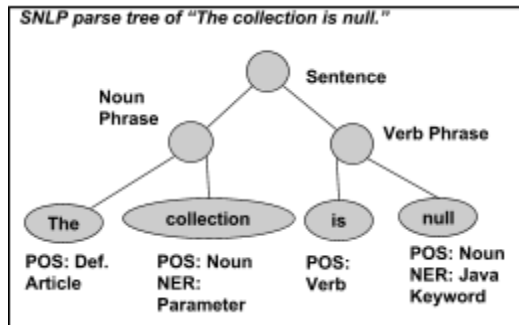 SNLP parse tree of “The collection is null.”
Sentence
Noun
Phrase
Verb Phrase
The
collection
is
null
POS: Def.
Article
POS: Noun
NER:
Parameter
POS:
Verb
POS: Noun
NER: Java
Keyword